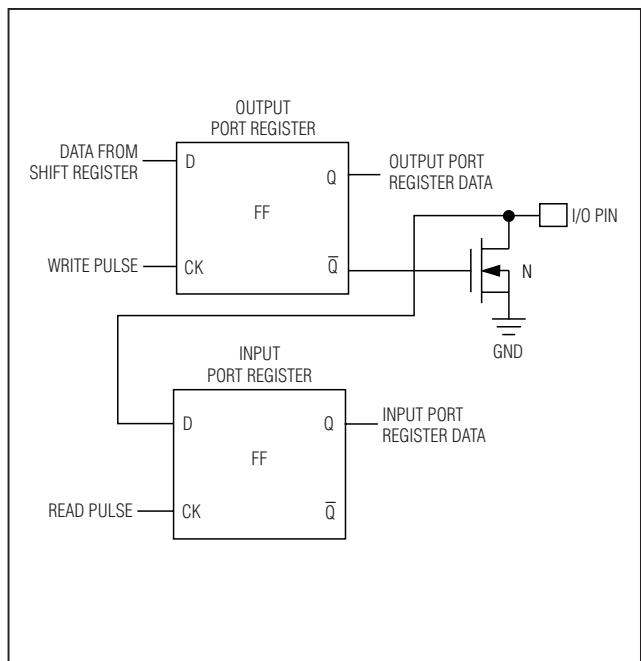 OUTPUT
PORT REGISTER
DATA FROM
SHIFT REGISTER
D
Q
OUTPUT PORT
REGISTER DATA
FF
I/O PIN
WRITE PULSE
CK
Q̅
N
GND
INPUT
PORT REGISTER
D
Q
INPUT PORT
REGISTER DATA
FF
READ PULSE
CK
Q̅